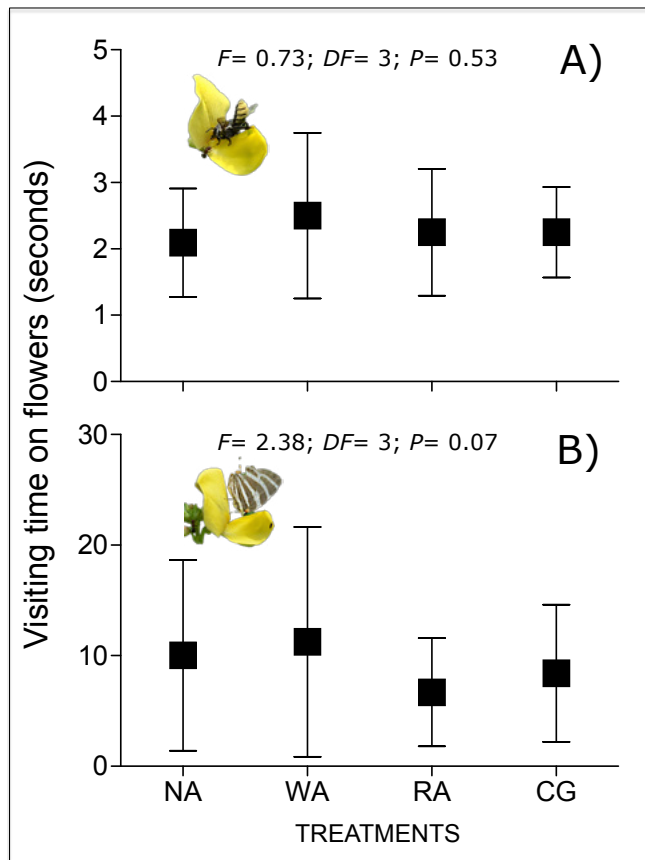 Visiting time on flowers (seconds)
F= 0.73; DF= 3; P= 0.53
A)
5
4
3
2
1
0
F= 2.38; DF= 3; P= 0.07
B)
30
20
10
0
NA WA RA CG
TREATMENTS